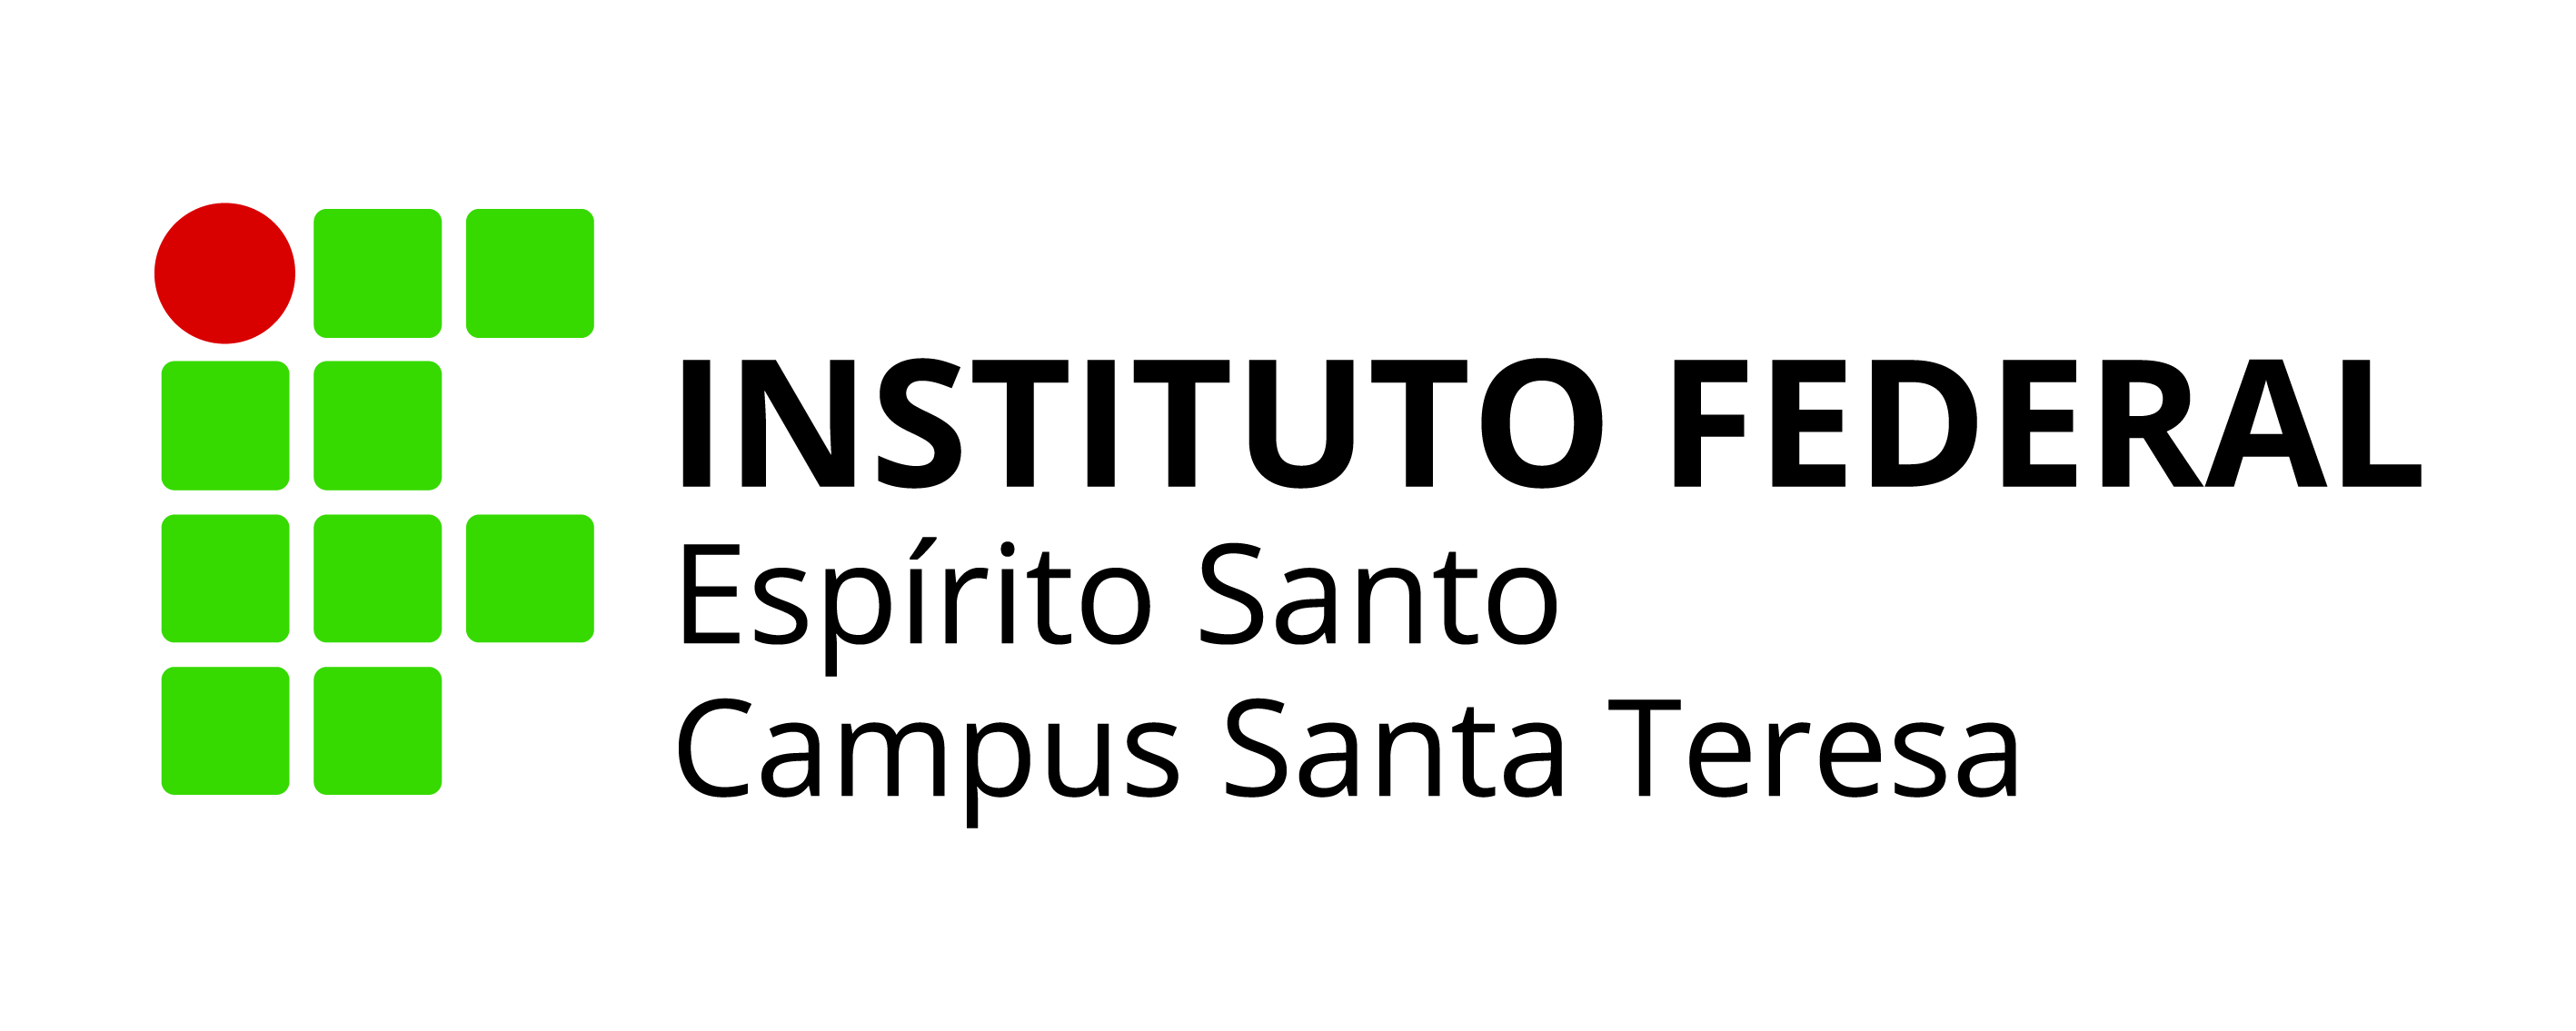 INSTITUTO FEDERAL
Espírito Santo
Campus Santa Teresa